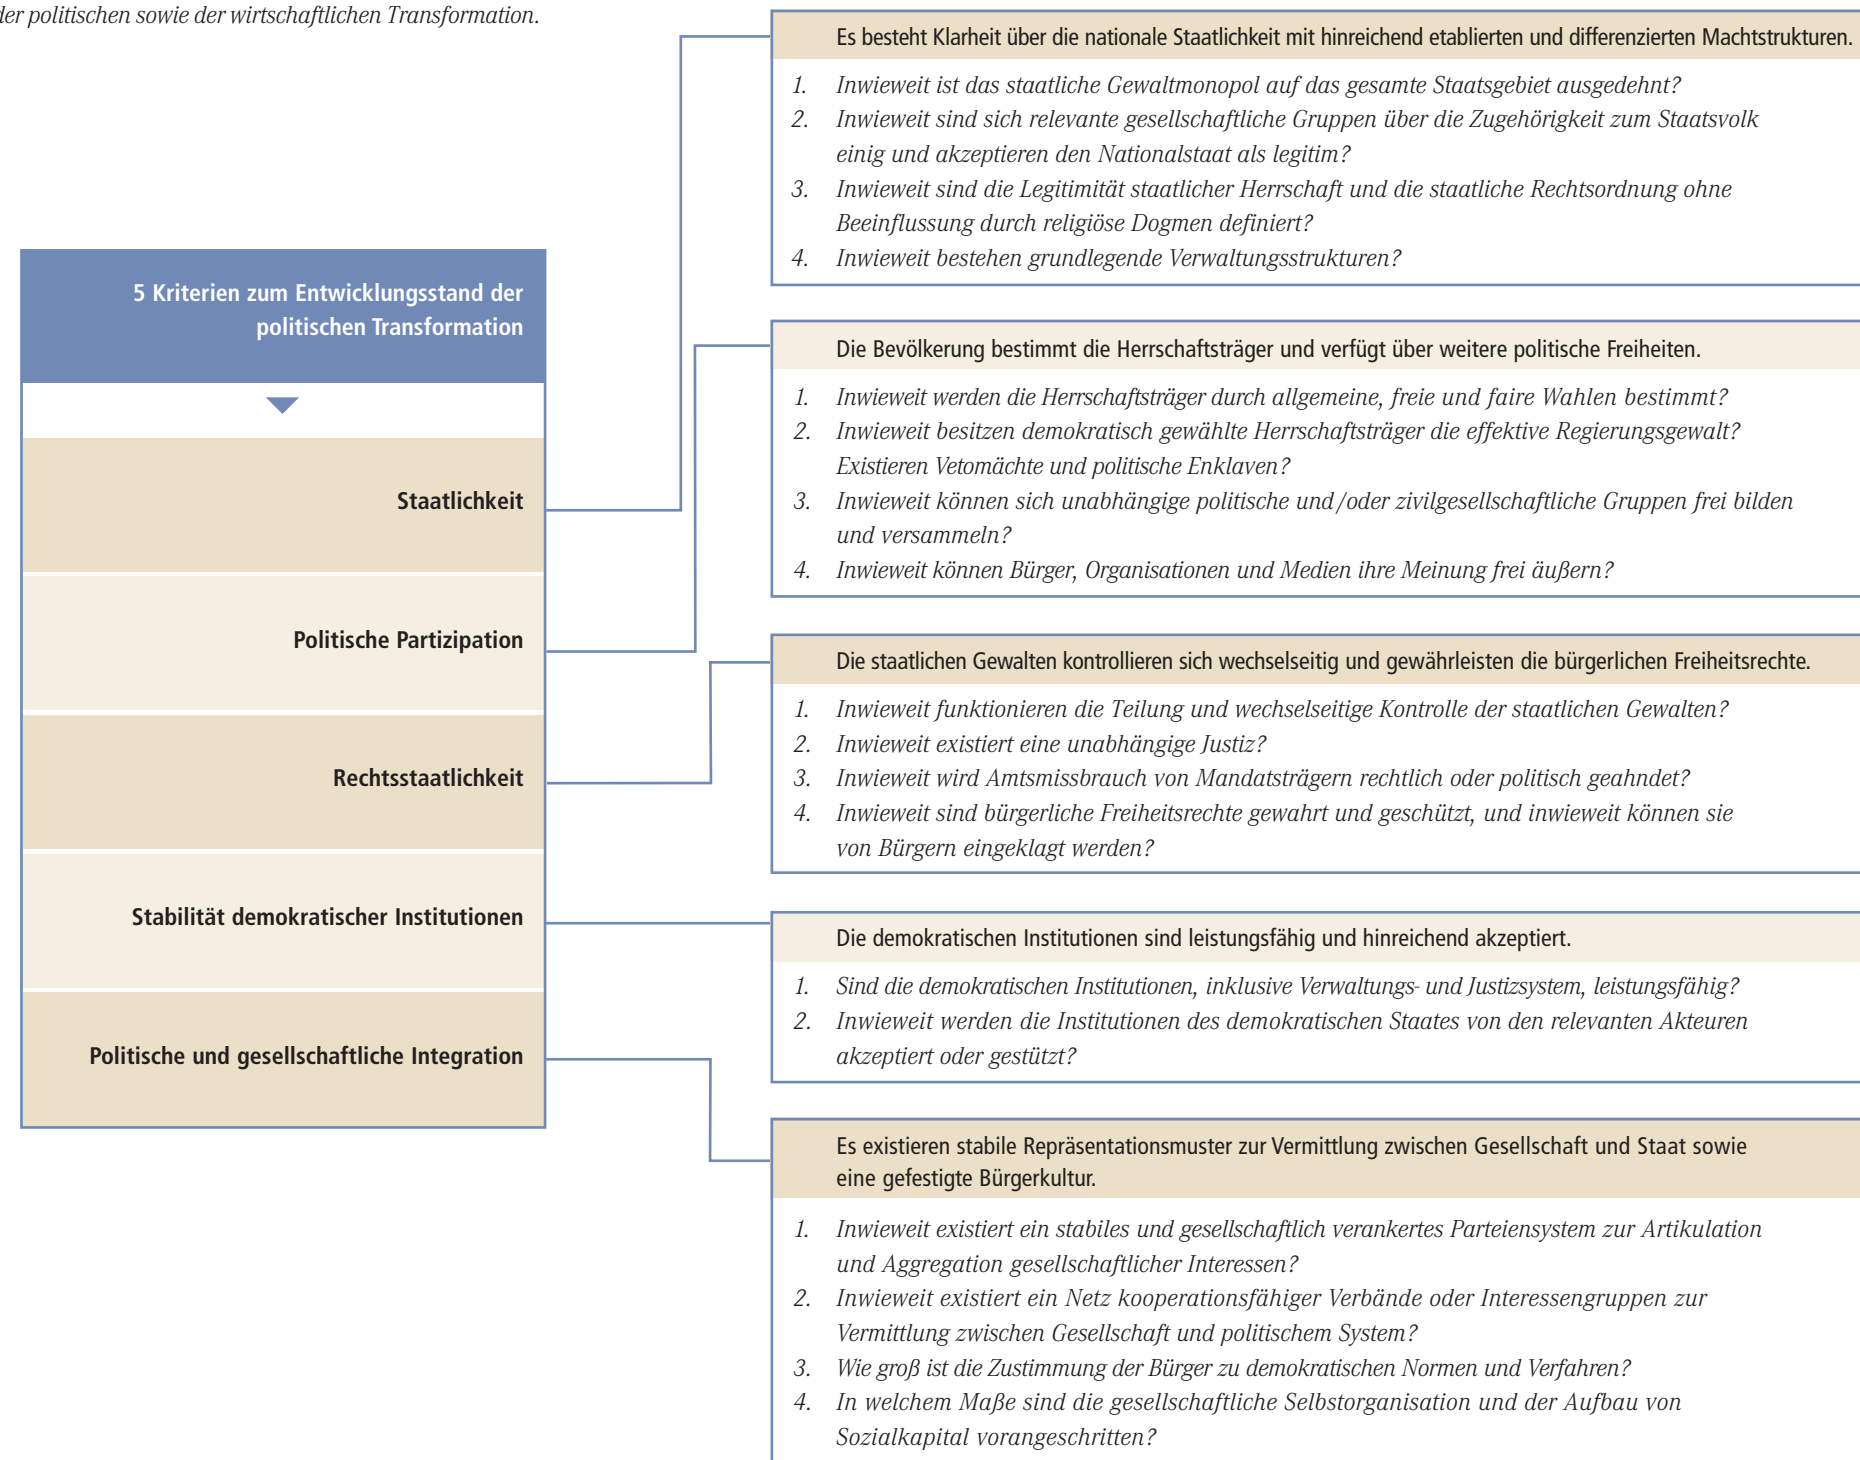 der politischen sowie der wirtschaftlichen Transformation.
5 Kriterien zum Entwicklungsstand der
politischen Transformation
Staatlichkeit
Politische Partizipation
Rechtsstaatlichkeit
Stabilität demokratischer Institutionen
Politische und gesellschaftliche Integration
Es besteht Klarheit über die nationale Staatlichkeit mit hinreichend etablierten und differenzierten Machtstrukturen.
1. Inwieweit ist das staatliche Gewaltmonopol auf das gesamte Staatsgebiet ausgedehnt?
2. Inwieweit sind sich relevante gesellschaftliche Gruppen über die Zugehörigkeit zum Staatsvolk
einig und akzeptieren den Nationalstaat als legitim?
3. Inwieweit sind die Legitimität staatlicher Herrschaft und die staatliche Rechtsordnung ohne
Beeinflussung durch religiöse Dogmen definiert?
4. Inwieweit bestehen grundlegende Verwaltungsstrukturen?
Die Bevölkerung bestimmt die Herrschaftsträger und verfügt über weitere politische Freiheiten.
1. Inwieweit werden die Herrschaftsträger durch allgemeine, freie und faire Wahlen bestimmt?
2. Inwieweit besitzen demokratisch gewählte Herrschaftsträger die effektive Regierungsgewalt?
Existieren Vetomächte und politische Enklaven?
3. Inwieweit können sich unabhängige politische und/oder zivilgesellschaftliche Gruppen frei bilden
und versammeln?
4. Inwieweit können Bürger, Organisationen und Medien ihre Meinung frei äußern?
Die staatlichen Gewalten kontrollieren sich wechselseitig und gewährleisten die bürgerlichen Freiheitsrechte.
1. Inwieweit funktionieren die Teilung und wechselseitige Kontrolle der staatlichen Gewalten?
2. Inwieweit existiert eine unabhängige Justiz?
3. Inwieweit wird Amtsmissbrauch von Mandatsträgern rechtlich oder politisch geahndet?
4. Inwieweit sind bürgerliche Freiheitsrechte gewahrt und geschützt, und inwieweit können sie
von Bürgern eingeklagt werden?
Die demokratischen Institutionen sind leistungsfähig und hinreichend akzeptiert.
1. Sind die demokratischen Institutionen, inklusive Verwaltungs- und Justizsystem, leistungsfähig?
2. Inwieweit werden die Institutionen des demokratischen Staates von den relevanten Akteuren
akzeptiert oder gestützt?
Es existieren stabile Repräsentationsmuster zur Vermittlung zwischen Gesellschaft und Staat sowie
eine gefestigte Bürgerkultur.
1. Inwieweit existiert ein stabiles und gesellschaftlich verankertes Parteiensystem zur Artikulation
und Aggregation gesellschaftlicher Interessen?
2. Inwieweit existiert ein Netz kooperationsfähiger Verbände oder Interessengruppen zur
Vermittlung zwischen Gesellschaft und politischem System?
3. Wie groß ist die Zustimmung der Bürger zu demokratischen Normen und Verfahren?
4. In welchem Maße sind die gesellschaftliche Selbstorganisation und der Aufbau von
Sozialkapital vorangeschritten?